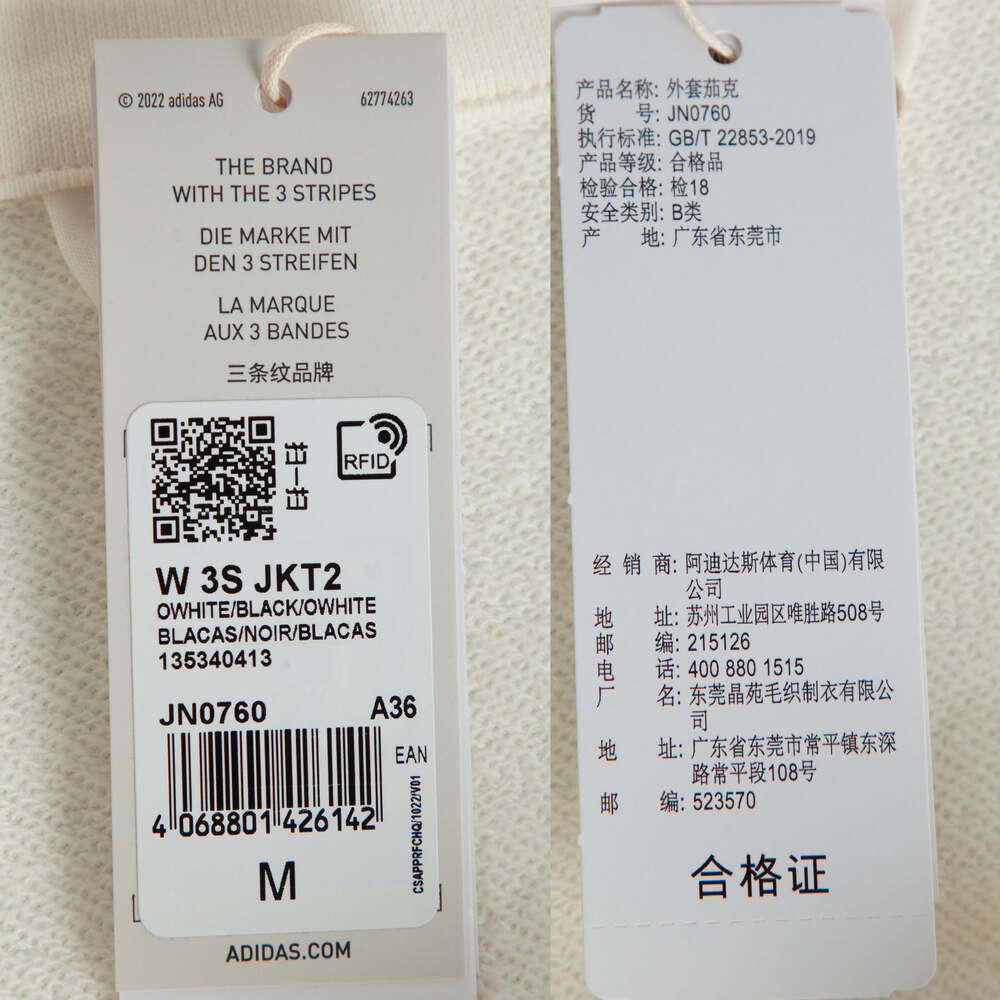 © 2022 adidas AG 62774263
THE BRAND
WITH THE 3 STRIPES
DIE MARKE MIT
DEN 3 STREIFEN
LA MARQUE
AUX 3 BANDES
三条纹品牌
扫一扫
RFID
W 3S JKT2
OWHITE/BLACK/OWHITE
BLACAS/NOIR/BLACAS
135340413
JN0760 A36
EAN
4 068801 426142
CSAPPRFCHQ/1022/V01
M
ADIDAS.COM
产品名称: 外套茄克
货 号: JN0760
执行标准: GB/T 22853-2019
产品等级: 合格品
检验合格: 检18
安全类别: B类
产 地: 广东省东莞市
经 销 商: 阿迪达斯体育(中国)有限
公司
地 址: 苏州工业园区唯胜路508号
邮 编: 215126
电 话: 400 880 1515
厂 名: 东莞晶苑毛织制衣有限公
司
地 址: 广东省东莞市常平镇东深
路常平段108号
邮 编: 523570
合格证